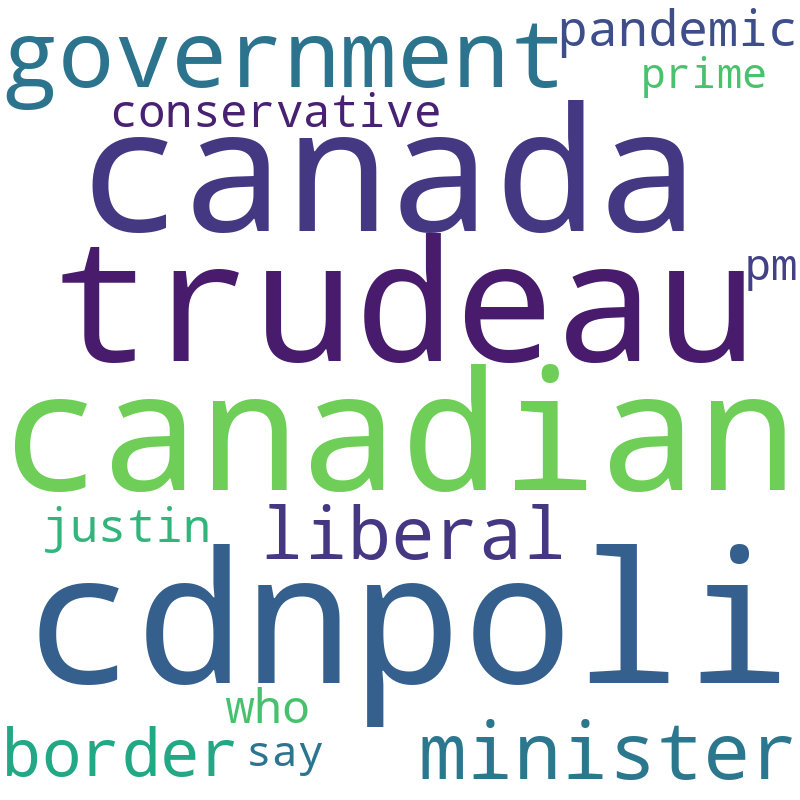 government
pandemic
prime
conservative
canada
trudeau
pm
canadian
justin
liberal
cdnpoli
who
border
say
minister